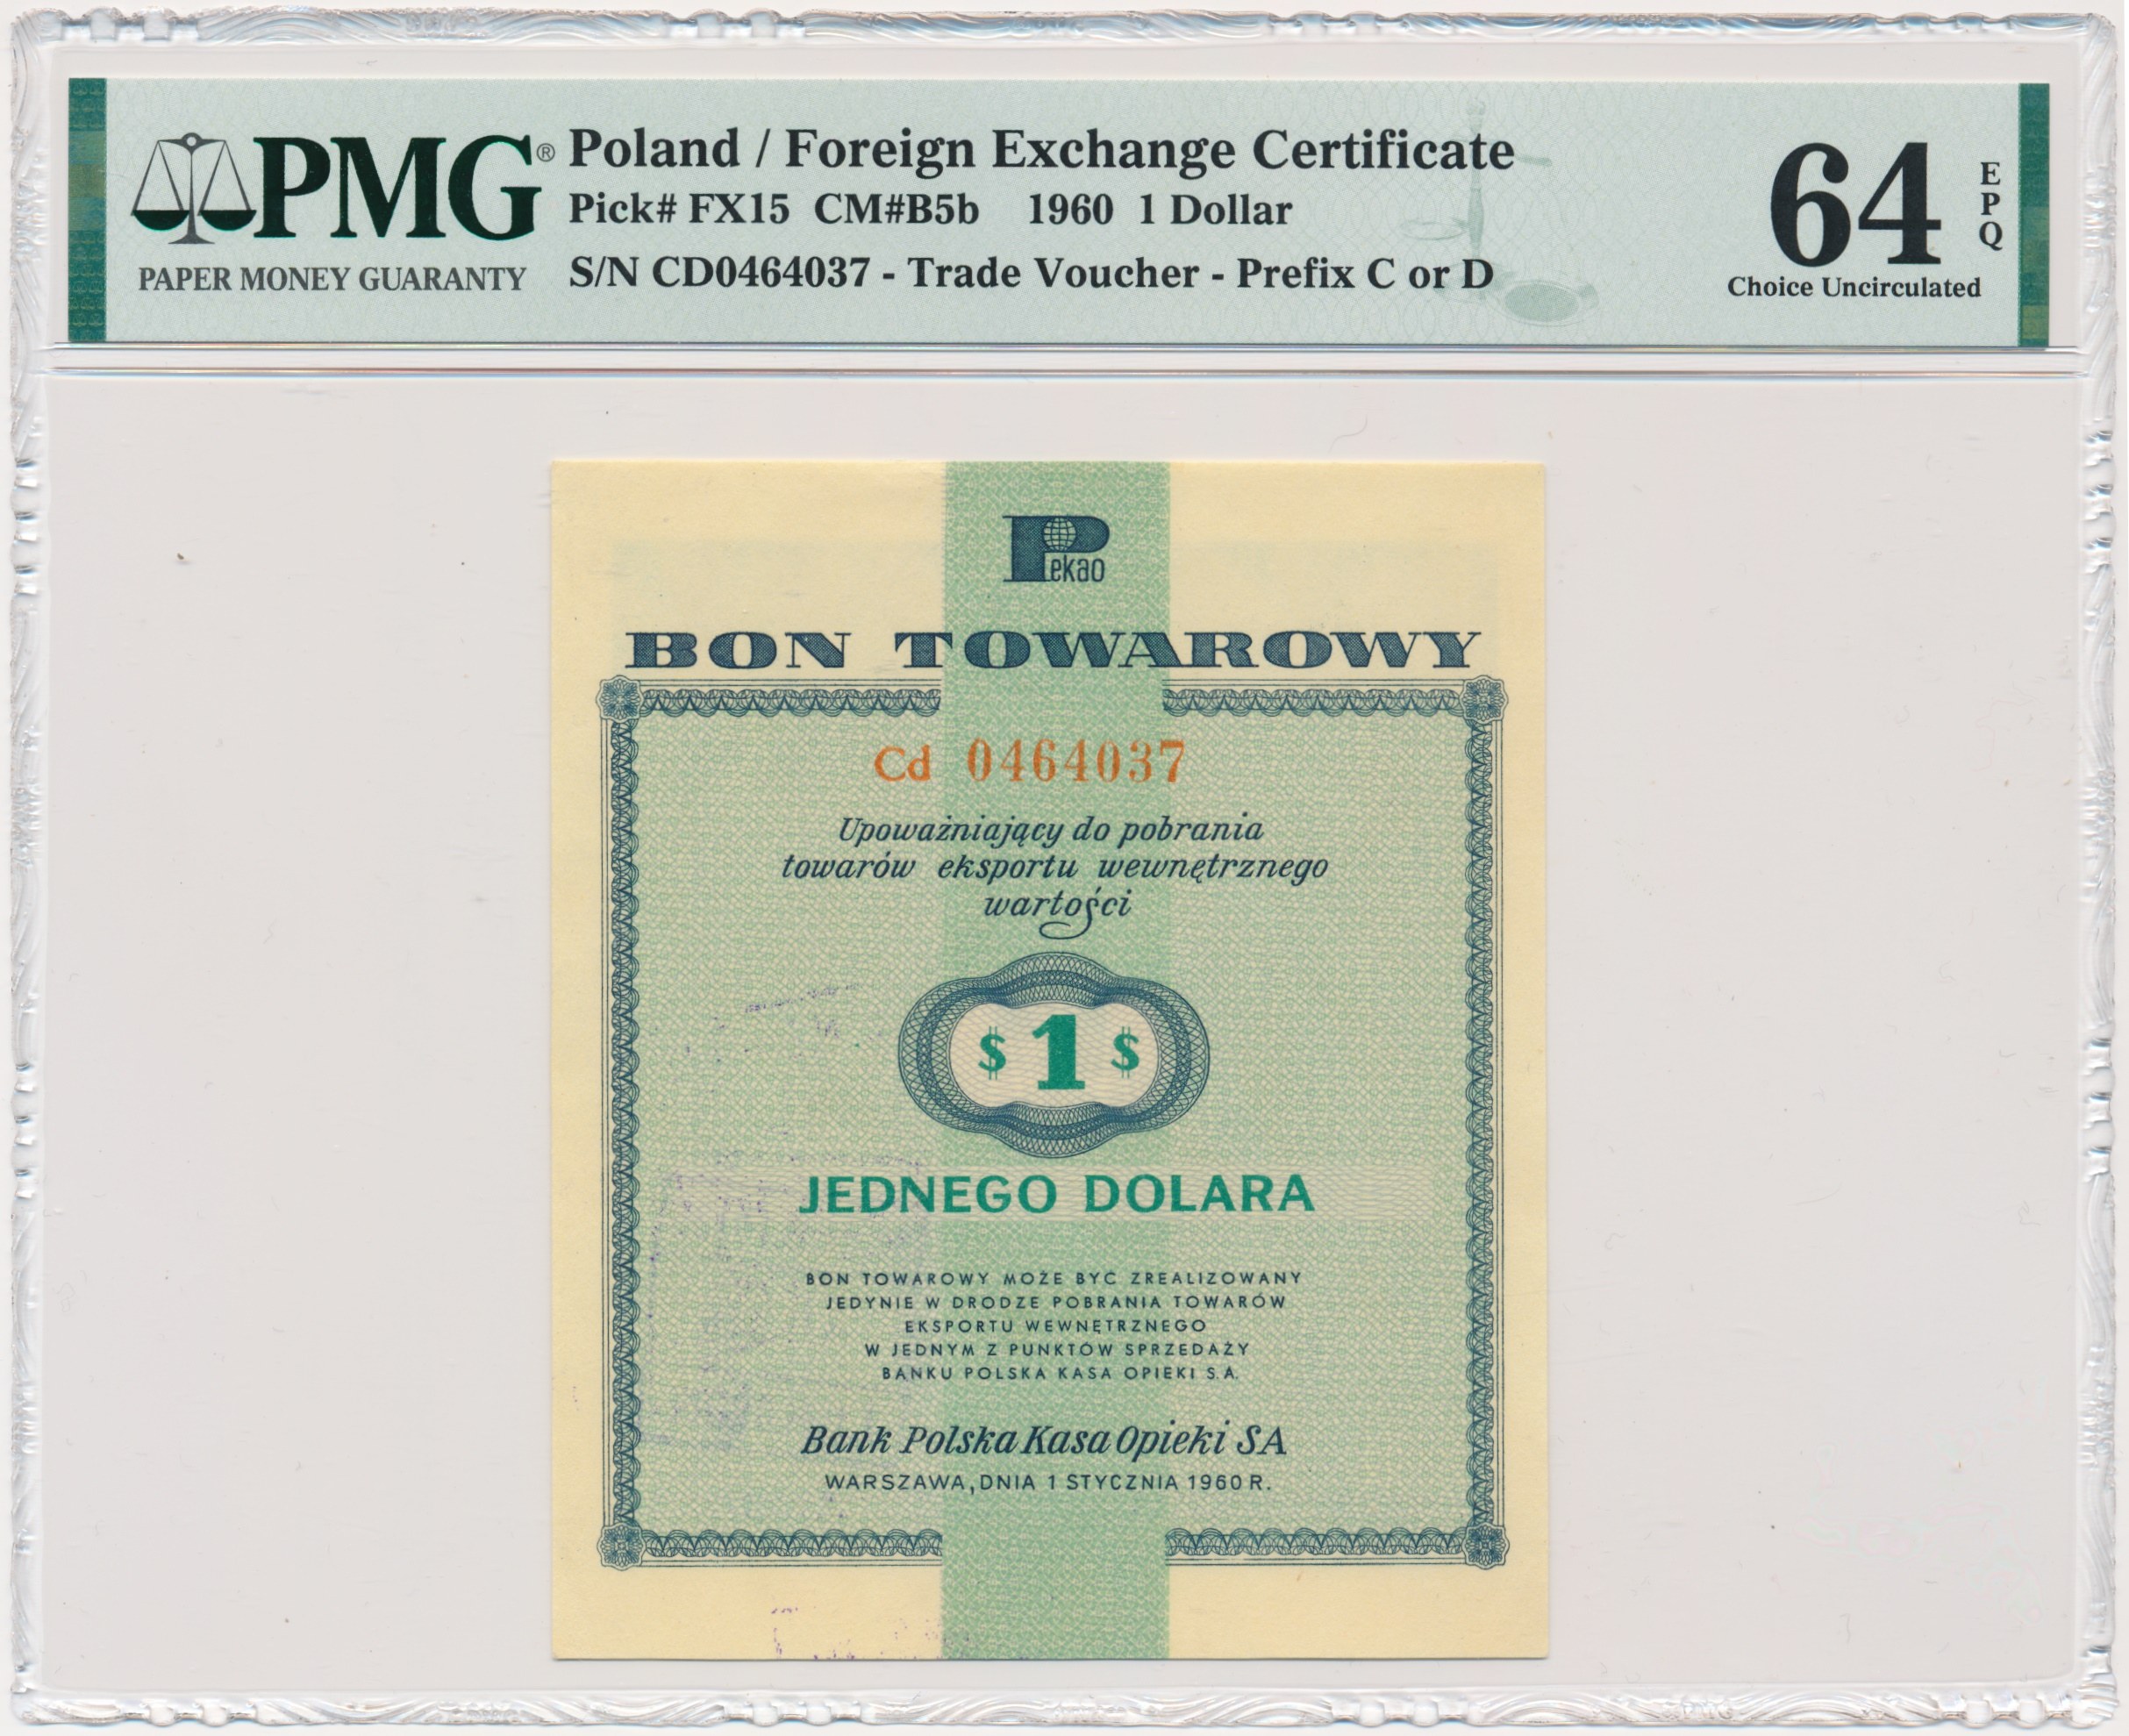 PMG® Poland / Foreign Exchange Certificate
Pick# FX15 CM#B5b 1960 1 Dollar
PAPER MONEY GUARANTY S/N CD0464037 - Trade Voucher - Prefix C or D
64 EPQ
Choice Uncirculated
Pekao
BON TOWAROWY
Cd 0464037
Upoważniający do pobrania
towarów eksportu wewnętrznego
wartości
$ 1 $
JEDNEGO DOLARA
BON TOWAROWY MOŻE BYĆ ZREALIZOWANY
JEDYNIE W DRODZE POBRANIA TOWARÓW
EKSPORTU WEWNĘTRZNEGO
W JEDNYM Z PUNKTÓW SPRZEDAŻY
BANKU POLSKA KASA OPIEKI S.A.
Bank Polska Kasa Opieki SA
WARSZAWA, DNIA 1 STYCZNIA 1960 R.